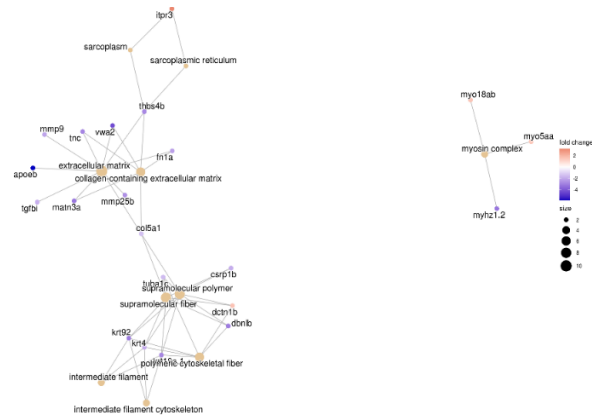 itpr3
sarcoplasm
sarcoplasmic reticulum
thbs4b
mmp9
tnc
vwa2
fn1a
extracellular matrix
apoeb
collagen-containing extracellular matrix
tgfbi
matn3a
mmp25b
col5a1
csrp1b
tuba1c
supramolecular polymer
supramolecular fiber
dctn1b
dbnlb
krt92
krt4
polymeric cytoskeletal fiber
intermediate filament
intermediate filament cytoskeleton
myo18ab
myo5aa
myosin complex
myhz1.2
fold change
2
0
-2
-4
size
2
4
6
8
10